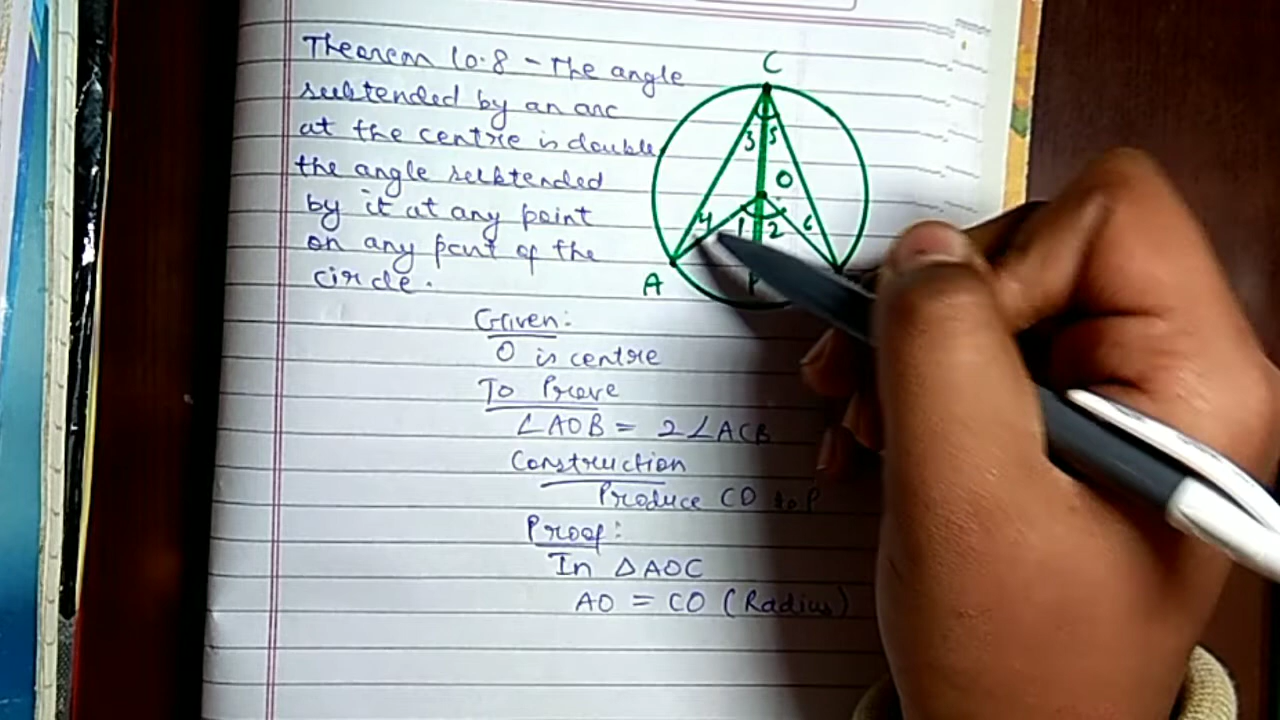 Theorem 10.8 - The angle
subtended by an arc
at the centre is double
the angle subtended
by it at any point
on any part of the
circle.
C
3 5
O
4 1 2 6
A P
Given:
O is centre
To Prove
∠AOB = 2∠ACB
Construction
Produce CO to P
Proof:
In △AOC
AO = CO (Radius)